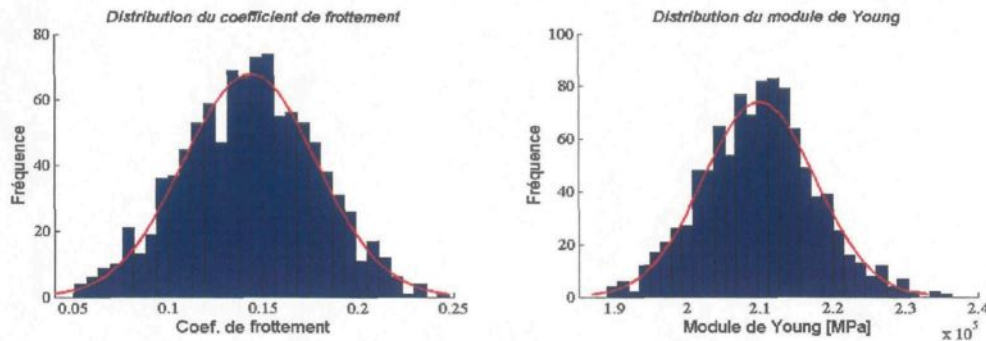 Distribution du coefficient de frottement
80
60
40
20
0
Fréquence
0.05 0.1 0.15 0.2 0.25
Coef. de frottement
Distribution du module de Young
100
80
60
40
20
0
Fréquence
1.9 2 2.1 2.2 2.3 2.4
Module de Young [MPa]
x 10⁵